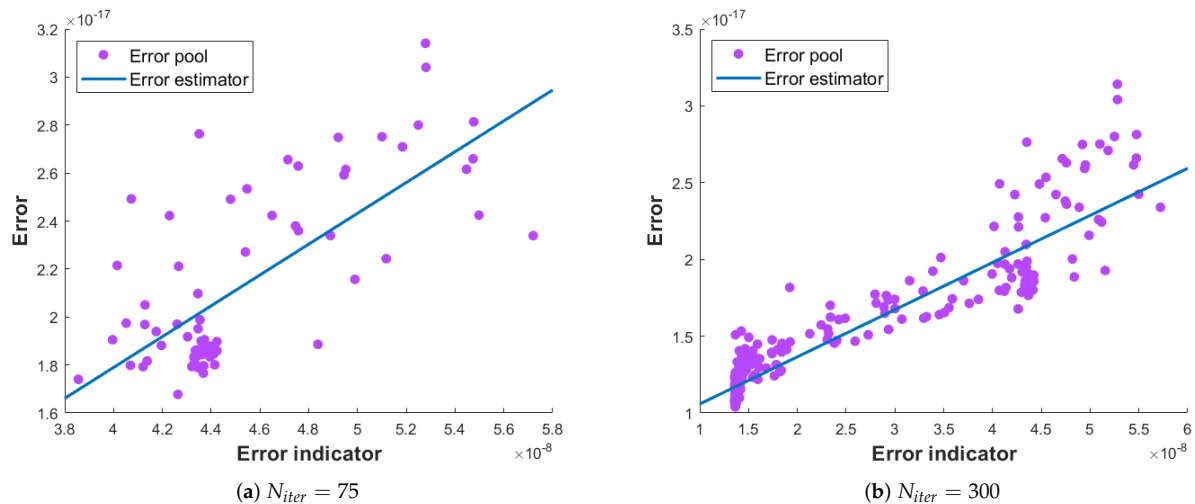 ×10⁻¹⁷
3.2
3
2.8
2.6
2.4
2.2
2
1.8
1.6
Error
Error pool
Error estimator
3.8 4 4.2 4.4 4.6 4.8 5 5.2 5.4 5.6 5.8
Error indicator
×10⁻⁸
(a) N_iter = 75
×10⁻¹⁷
3.5
3
2.5
2
1.5
1
Error
Error pool
Error estimator
1 1.5 2 2.5 3 3.5 4 4.5 5 5.5 6
Error indicator
×10⁻⁸
(b) N_iter = 300